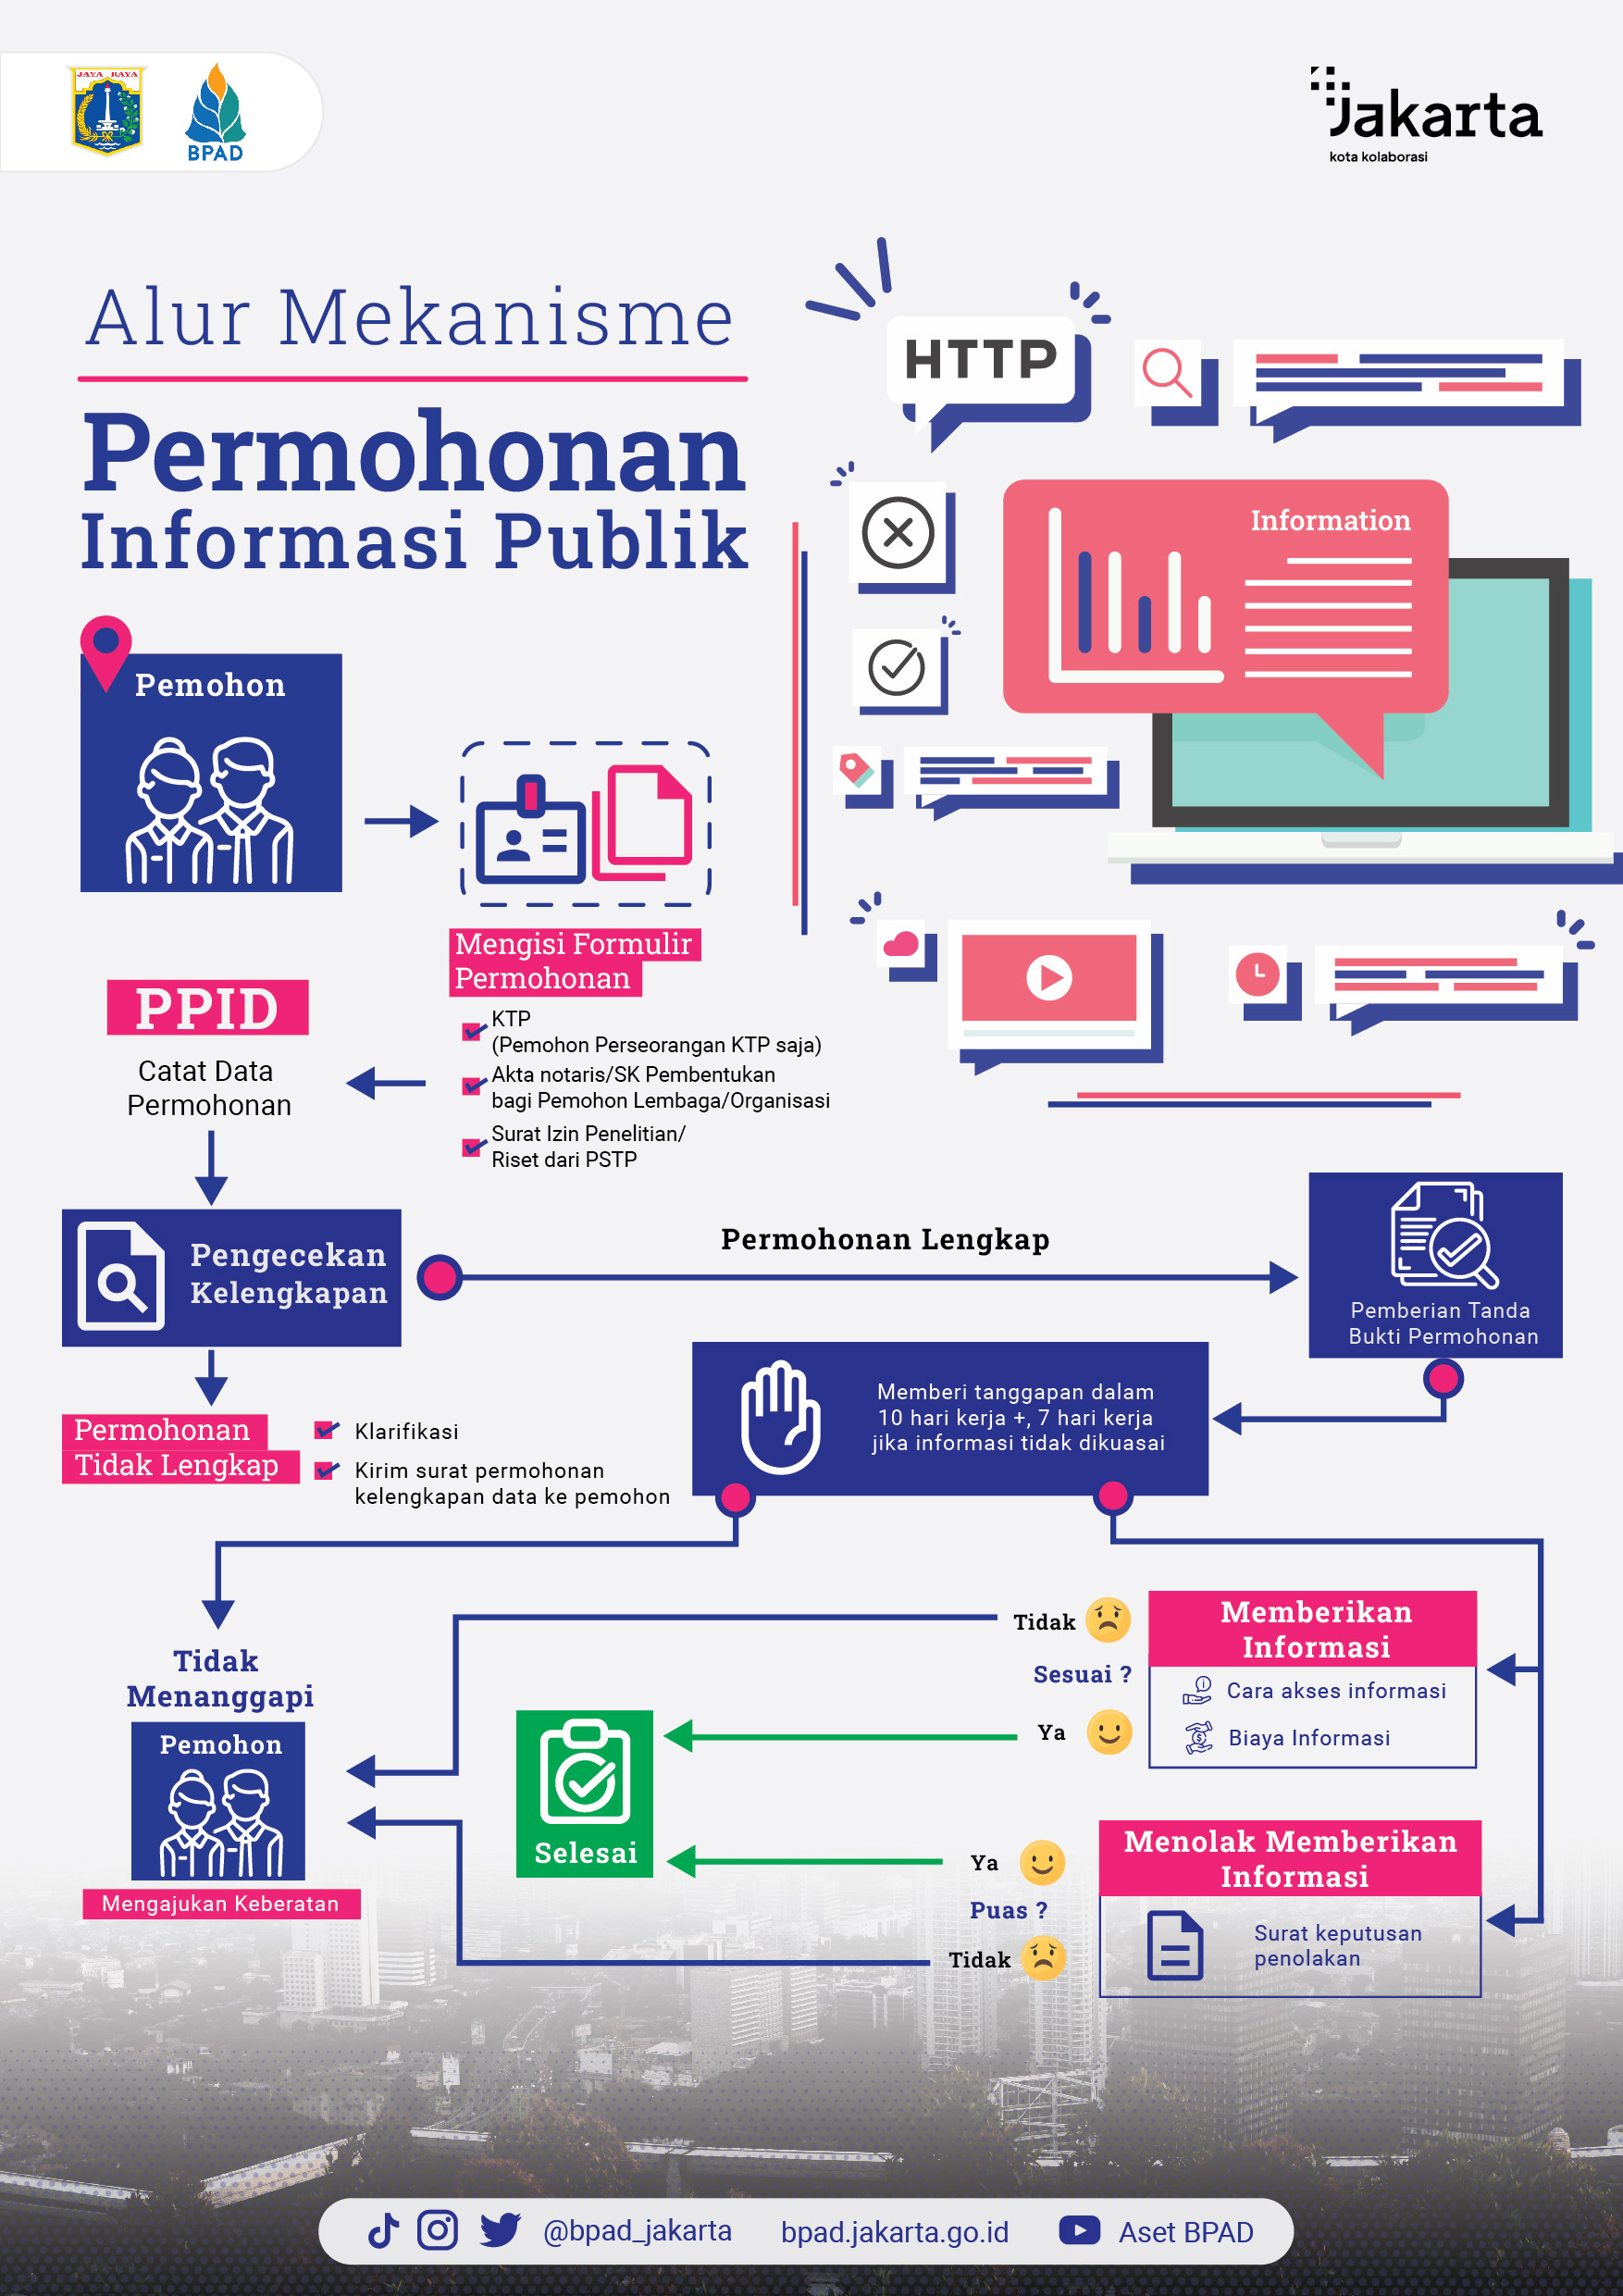 JAYA RAYA
BPAD
Jakarta
kota kolaborasi
Alur Mekanisme
Permohonan
Informasi Publik
HTTP
Information
Pemohon
Mengisi Formulir
Permohonan
KTP
(Pemohon Perseorangan KTP saja)
Akta notaris/SK Pembentukan
bagi Pemohon Lembaga/Organisasi
Surat Izin Penelitian/
Riset dari PSTP
PPID
Catat Data
Permohonan
Pengecekan
Kelengkapan
Permohonan Lengkap
Pemberian Tanda
Bukti Permohonan
Permohonan
Tidak Lengkap
Klarifikasi
Kirim surat permohonan
kelengkapan data ke pemohon
Memberi tanggapan dalam
10 hari kerja +, 7 hari kerja
jika informasi tidak dikuasai
Tidak
Menanggapi
Pemohon
Mengajukan Keberatan
Memberikan
Informasi
Cara akses informasi
Biaya Informasi
Tidak
Sesuai ?
Ya
Selesai
Menolak Memberikan
Informasi
Surat keputusan
penolakan
Ya
Puas ?
Tidak
@bpad_jakarta
bpad.jakarta.go.id
Aset BPAD